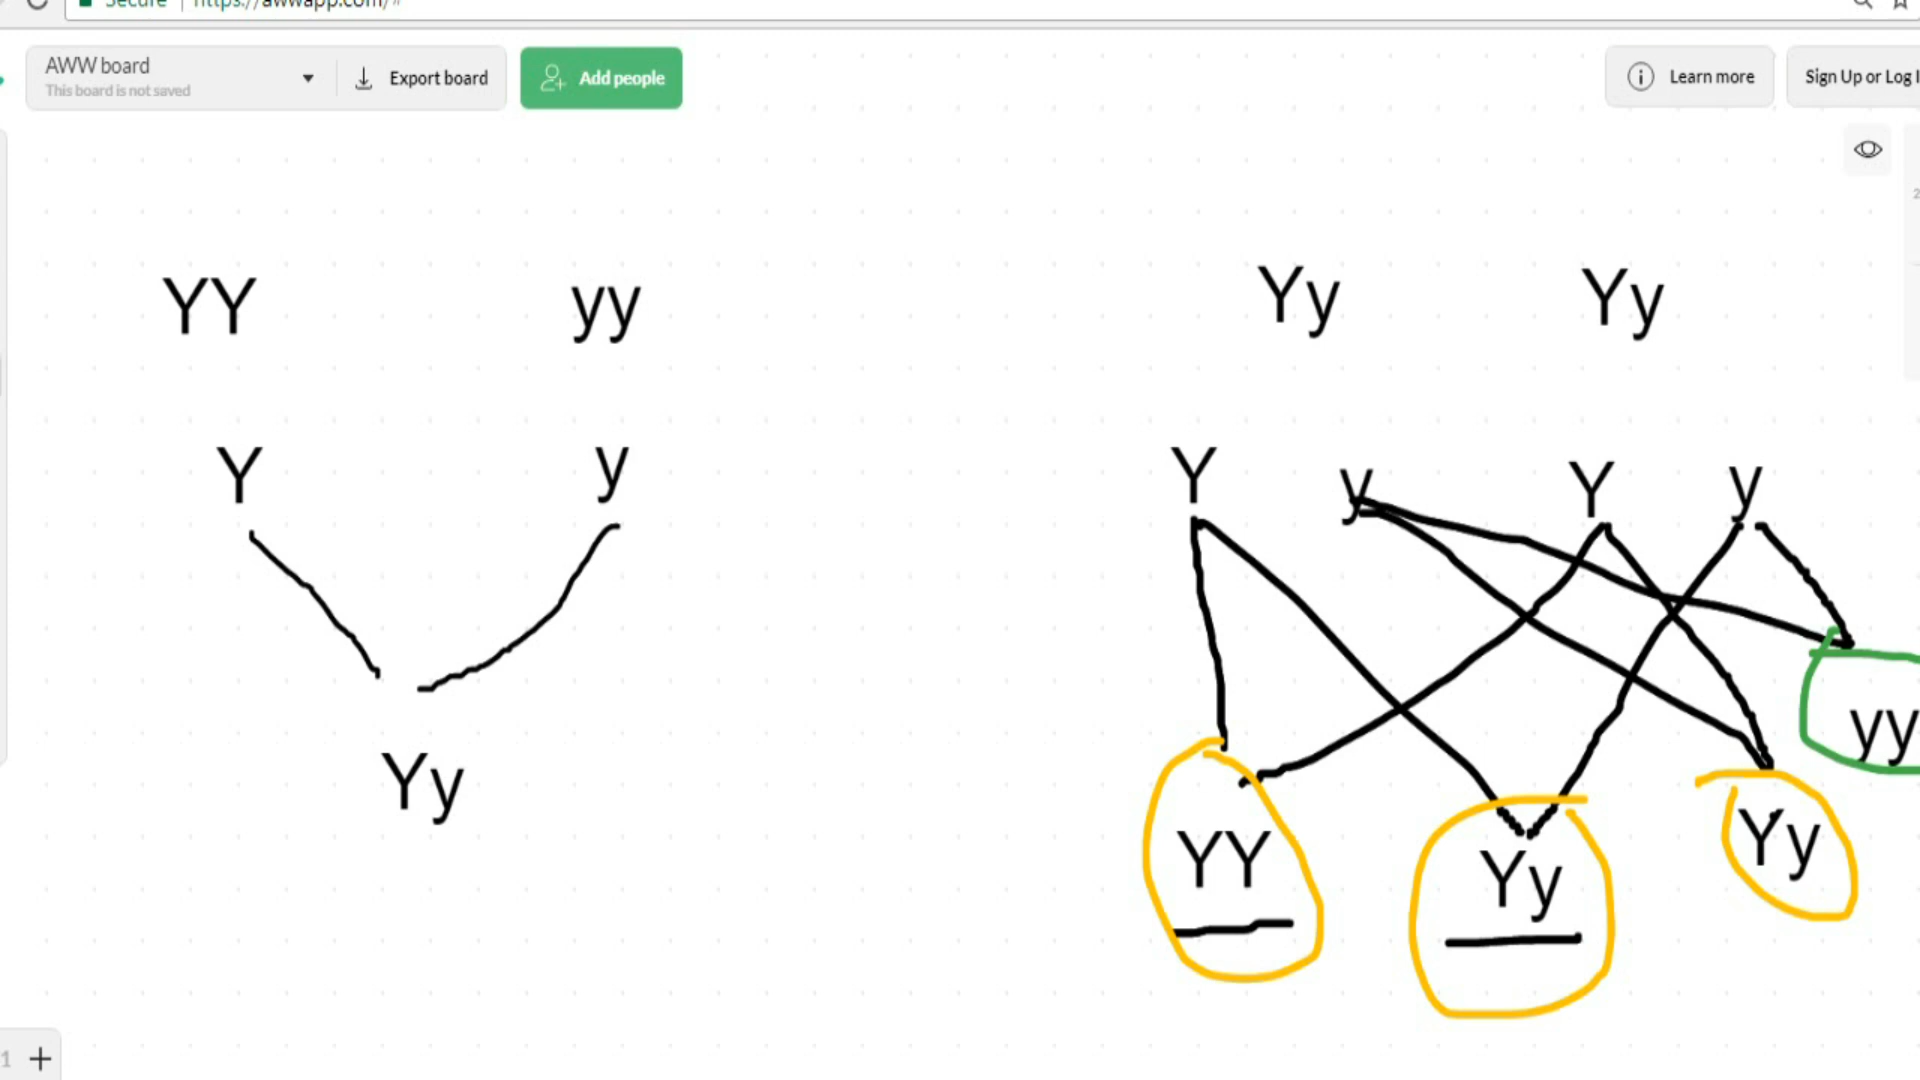 Secure | https://awwapp.com/#
AWW board
This board is not saved
Export board
Add people
Learn more
Sign Up or Log I
2
YY yy Yy Yy
Y y Y y Y y
yy
Yy YY Yy Yy
1 +